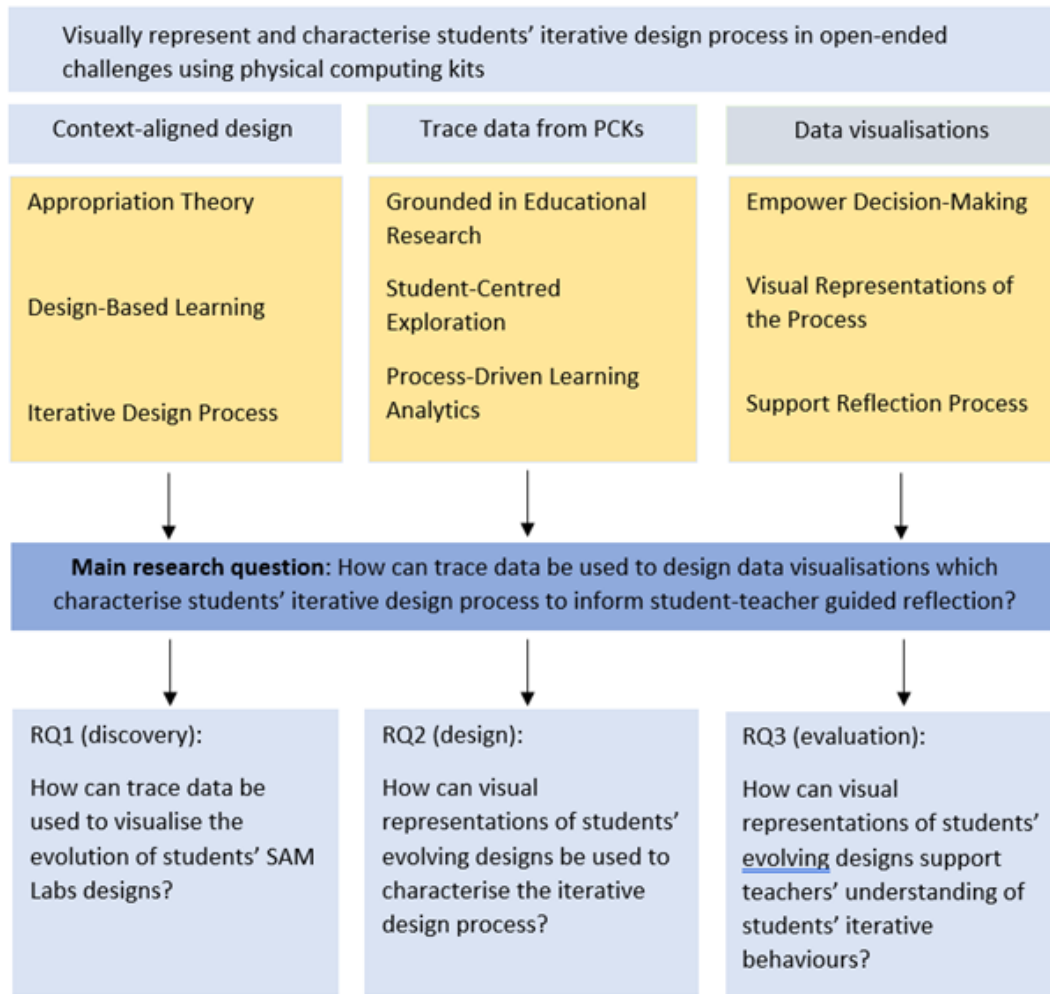 Visually represent and characterise students' iterative design process in open-ended
challenges using physical computing kits
Context-aligned design
Trace data from PCKs
Data visualisations
Appropriation Theory
Design-Based Learning
Iterative Design Process
Grounded in Educational
Research
Student-Centred
Exploration
Process-Driven Learning
Analytics
Empower Decision-Making
Visual Representations of
the Process
Support Reflection Process
Main research question: How can trace data be used to design data visualisations which
characterise students' iterative design process to inform student-teacher guided reflection?
RQ1 (discovery):
How can trace data be
used to visualise the
evolution of students' SAM
Labs designs?
RQ2 (design):
How can visual
representations of students'
evolving designs be used to
characterise the iterative
design process?
RQ3 (evaluation):
How can visual
representations of students'
evolving designs support
teachers' understanding of
students' iterative
behaviours?